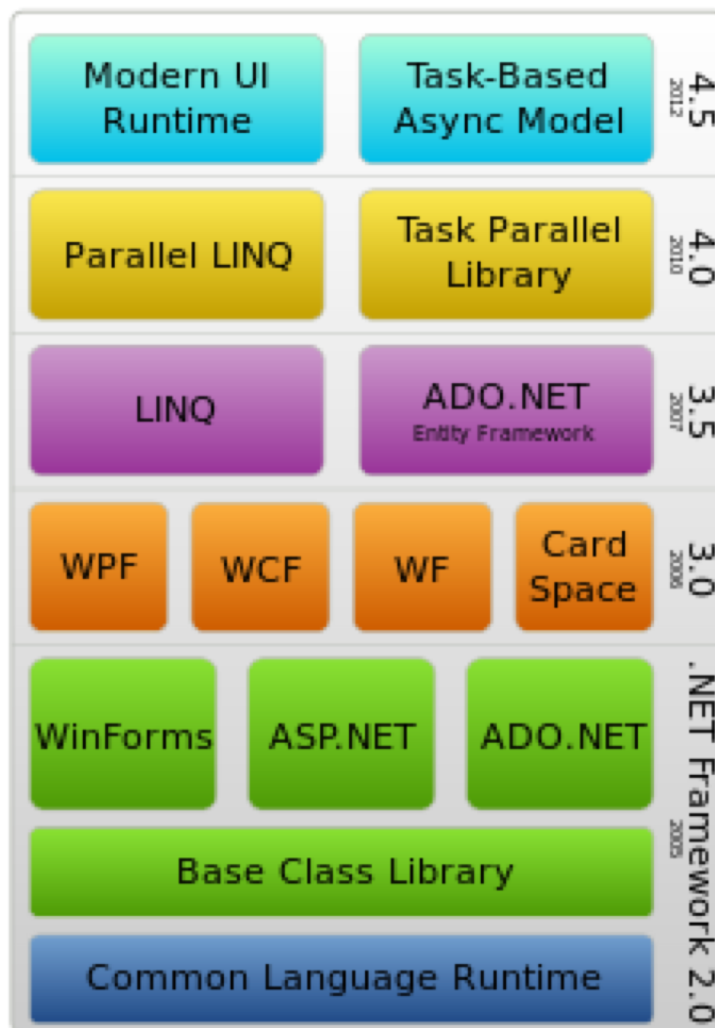 Modern UI
Runtime
Task-Based
Async Model
4.5
2012
Parallel LINQ
Task Parallel
Library
4.0
2010
LINQ
ADO.NET
Entity Framework
3.5
2007
WPF
WCF
WF
Card
Space
3.0
2006
WinForms
ASP.NET
ADO.NET
Base Class Library
Common Language Runtime
.NET Framework 2.0
2005